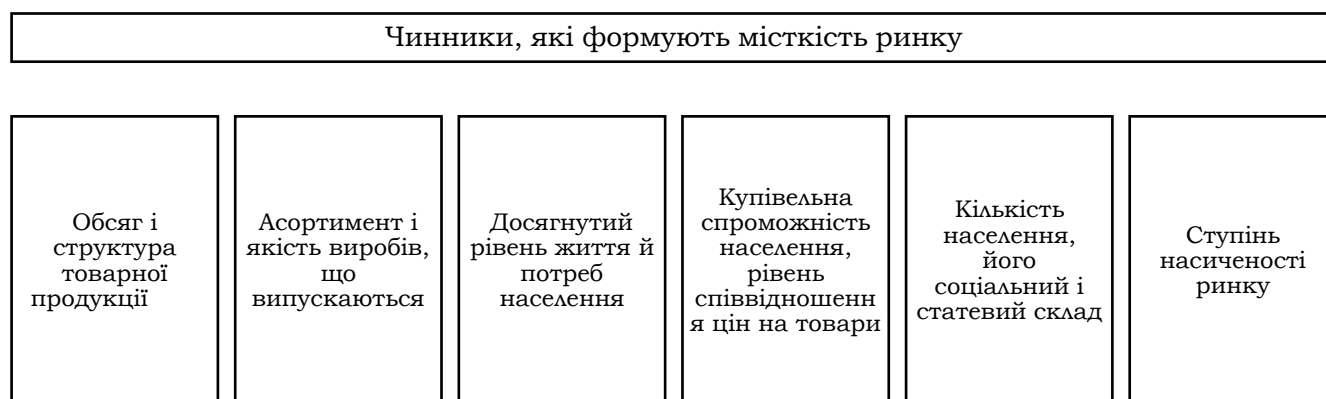 Чинники, які формують місткість ринку
Обсяг і
структура
товарної
продукції
Асортимент і
якість виробів,
що
випускаються
Досягнутий
рівень життя й
потреб
населення
Купівельна
спроможність
населення,
рівень
співвідношенн
я цін на товари
Кількість
населення,
його
соціальний і
статевий склад
Ступінь
насиченості
ринку